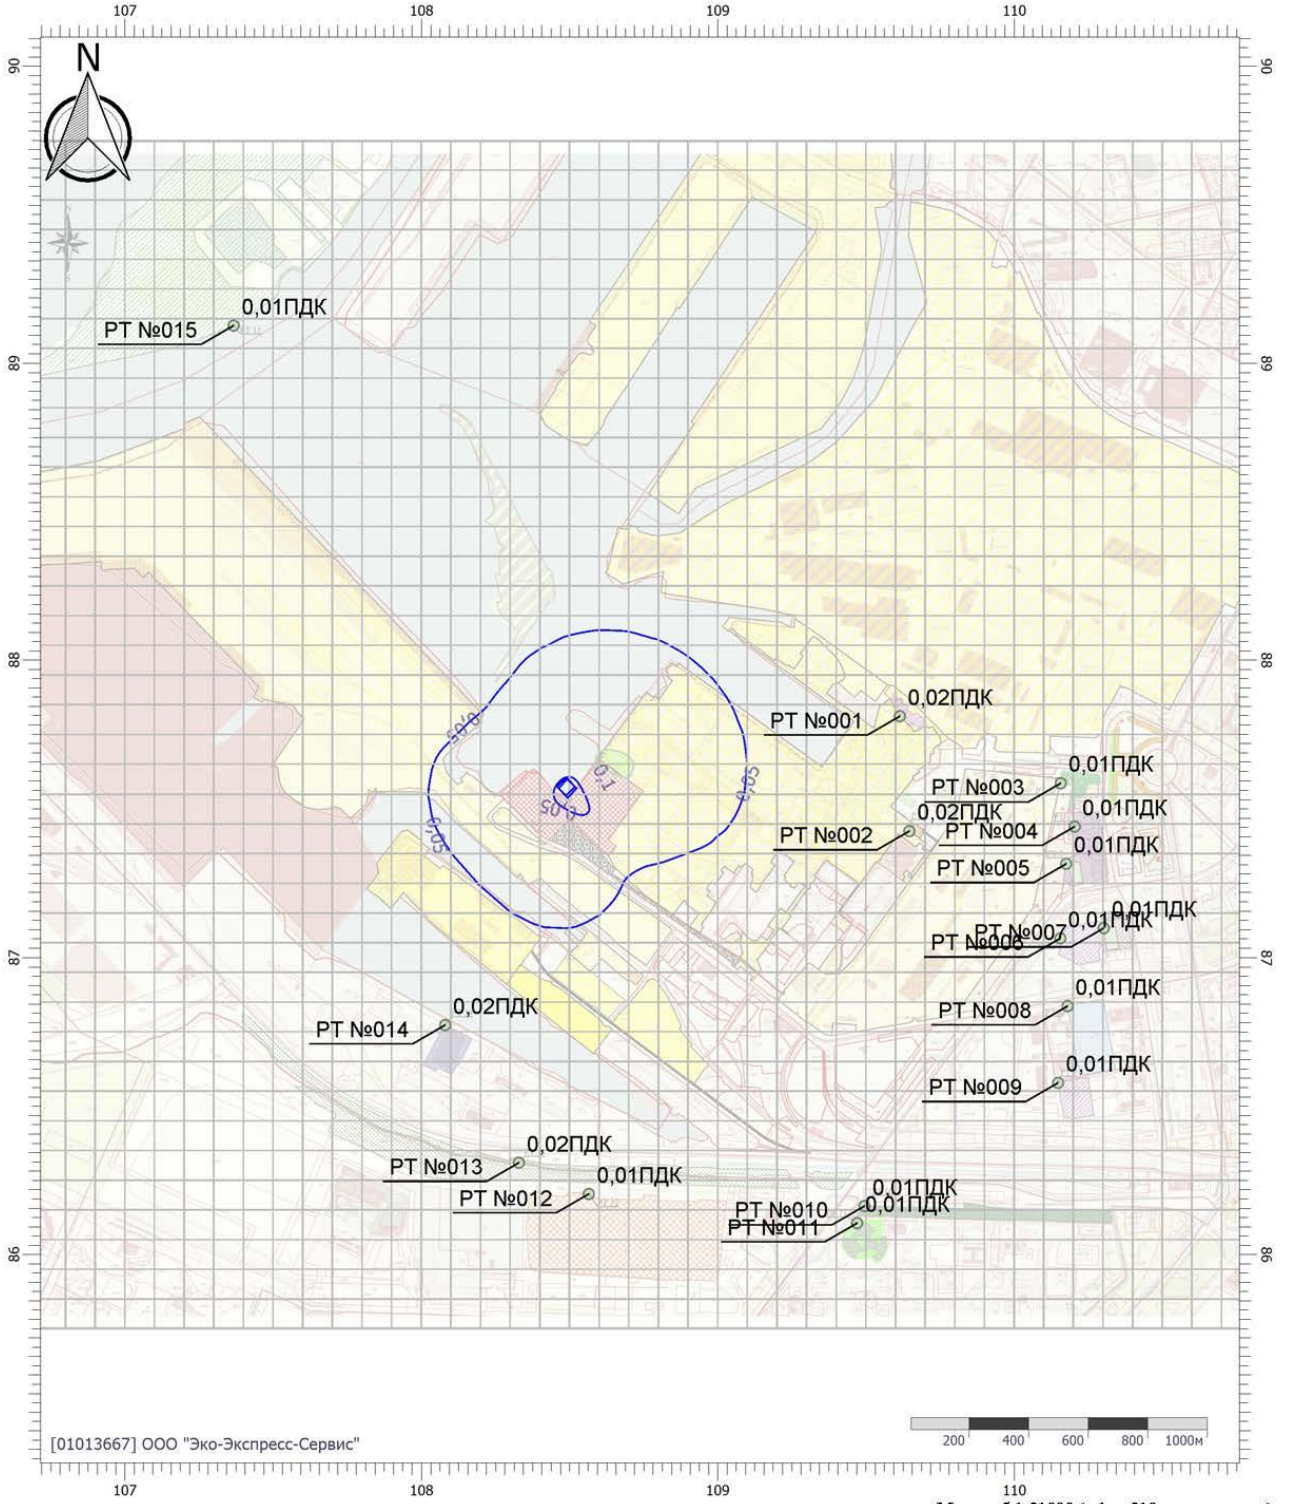 107 108 109 110
90 90
N
0,01ПДК
РТ №015
89 89
88 88
0,02ПДК
РТ №001
0,05
0,1
0,05
0,05
0,05
0,01ПДК
РТ №003
0,02ПДК
РТ №002
0,01ПДК
РТ №004
0,01ПДК
РТ №005
0,01ПДК
РТ №007
0,01ПДК
РТ №006
87 87
0,01ПДК
РТ №008
0,02ПДК
РТ №014
0,01ПДК
РТ №009
0,02ПДК
РТ №013
0,01ПДК
РТ №012
0,01ПДК
РТ №010
0,01ПДК
РТ №011
86 86
[01013667] ООО "Эко-Экспресс-Сервис"
200 400 600 800 1000м
107 108 109 110